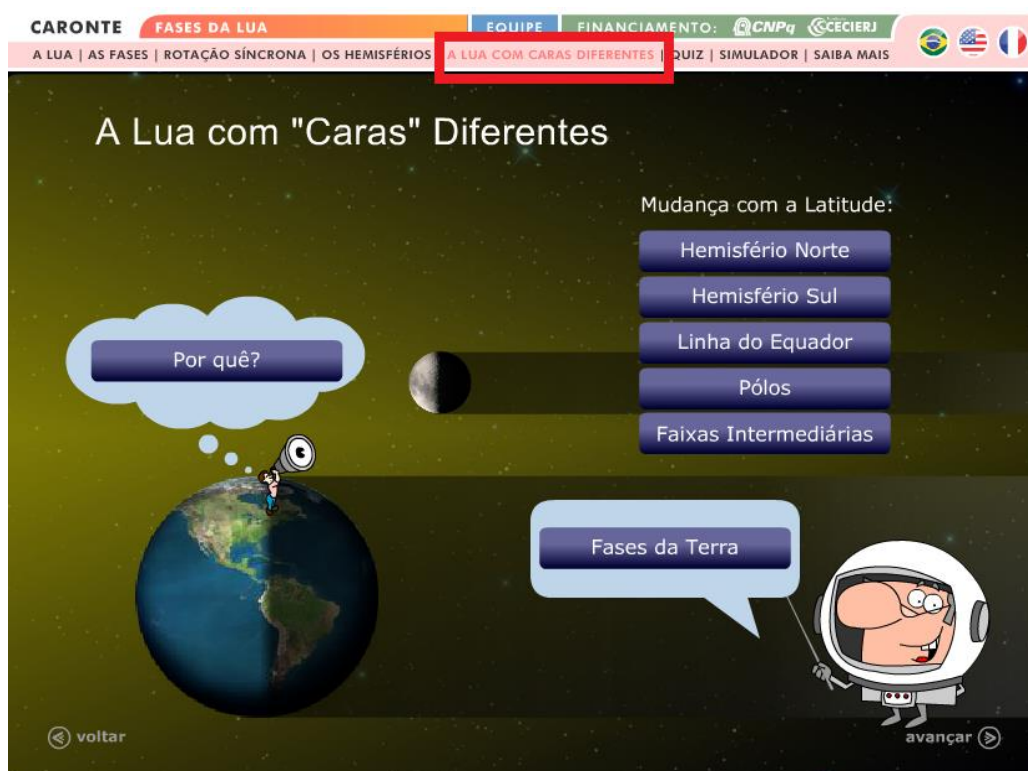 CARONTE FASES DA LUA EQUIPE FINANCIAMENTO: CNPq CECIERJ
A LUA | AS FASES | ROTAÇÃO SÍNCRONA | OS HEMISFÉRIOS | A LUA COM CARAS DIFERENTES | QUIZ | SIMULADOR | SAIBA MAIS
A Lua com "Caras" Diferentes
Mudança com a Latitude:
Hemisfério Norte
Hemisfério Sul
Linha do Equador
Pólos
Faixas Intermediárias
Por quê?
Fases da Terra
voltar
avançar